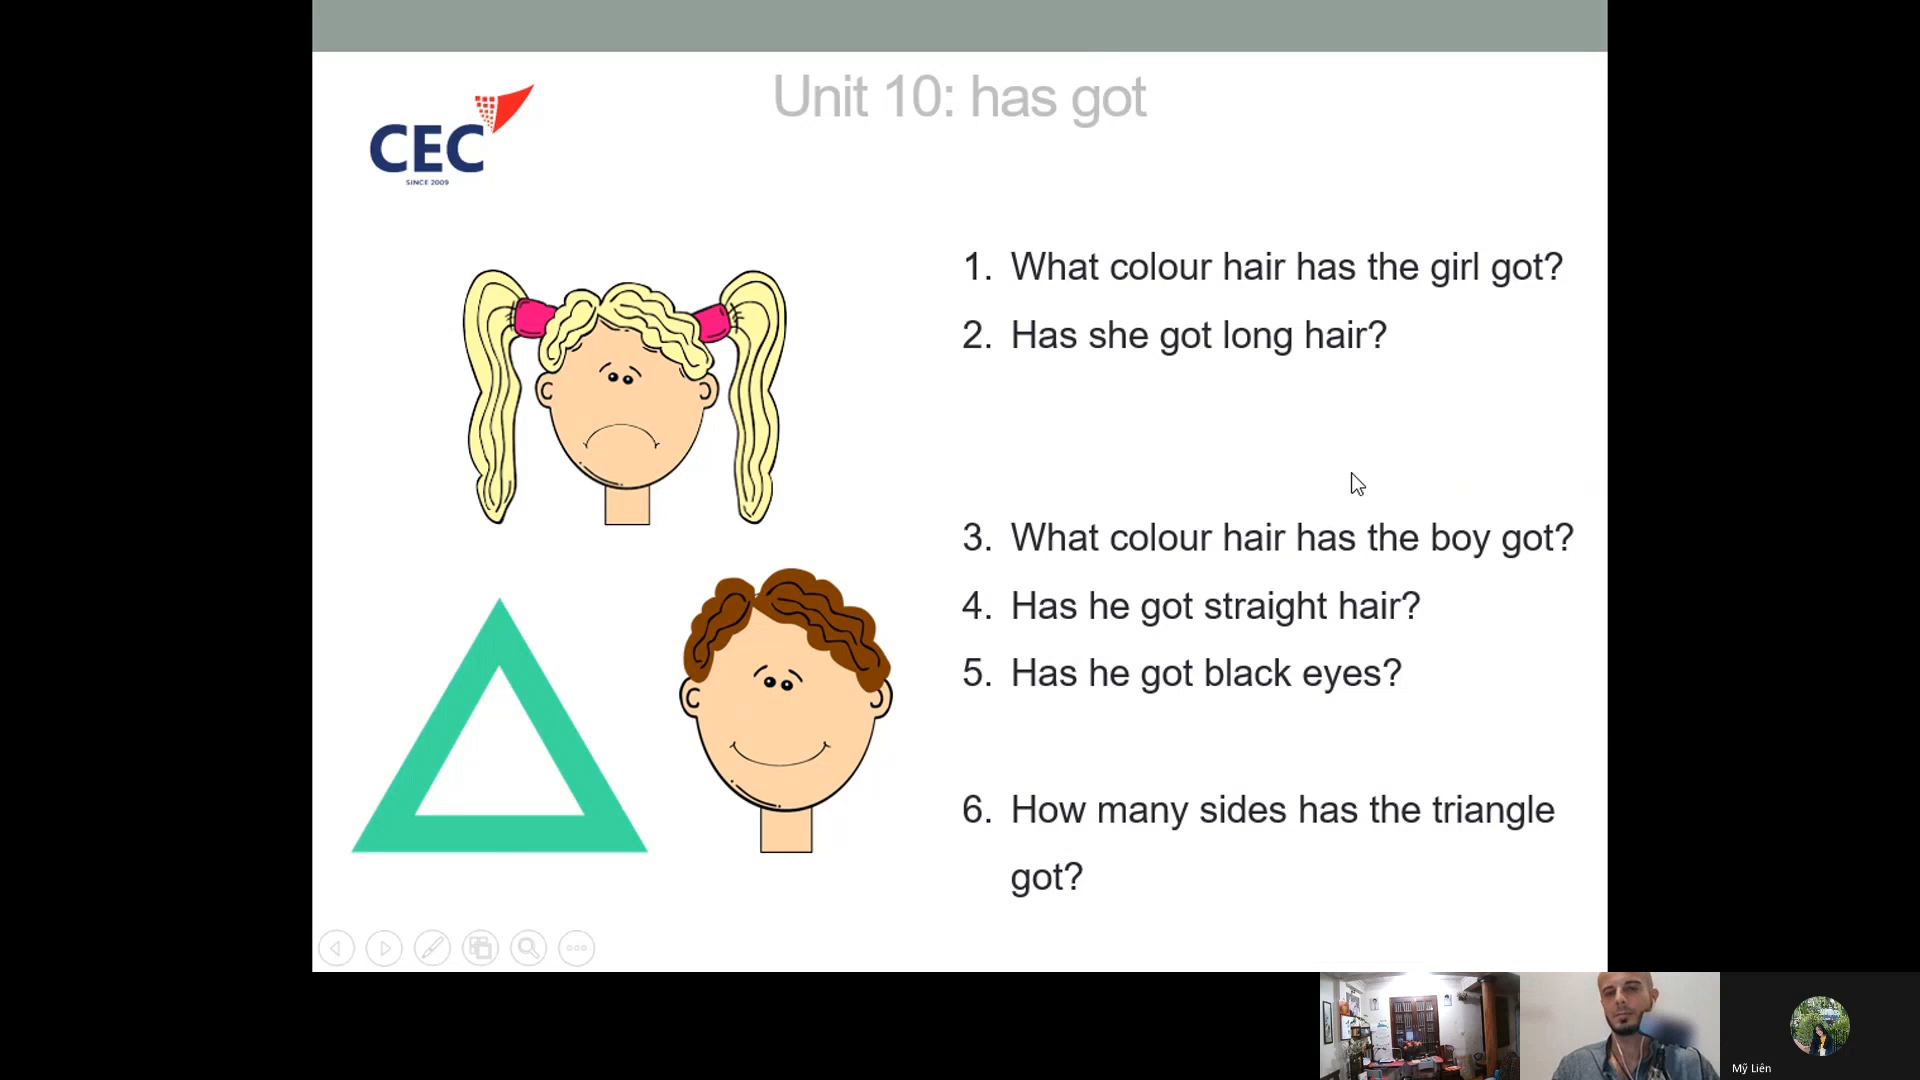 Unit 10: has got
CEC
SINCE 2009
1. What colour hair has the girl got?
2. Has she got long hair?
3. What colour hair has the boy got?
4. Has he got straight hair?
5. Has he got black eyes?
6. How many sides has the triangle
got?
Mỹ Liên